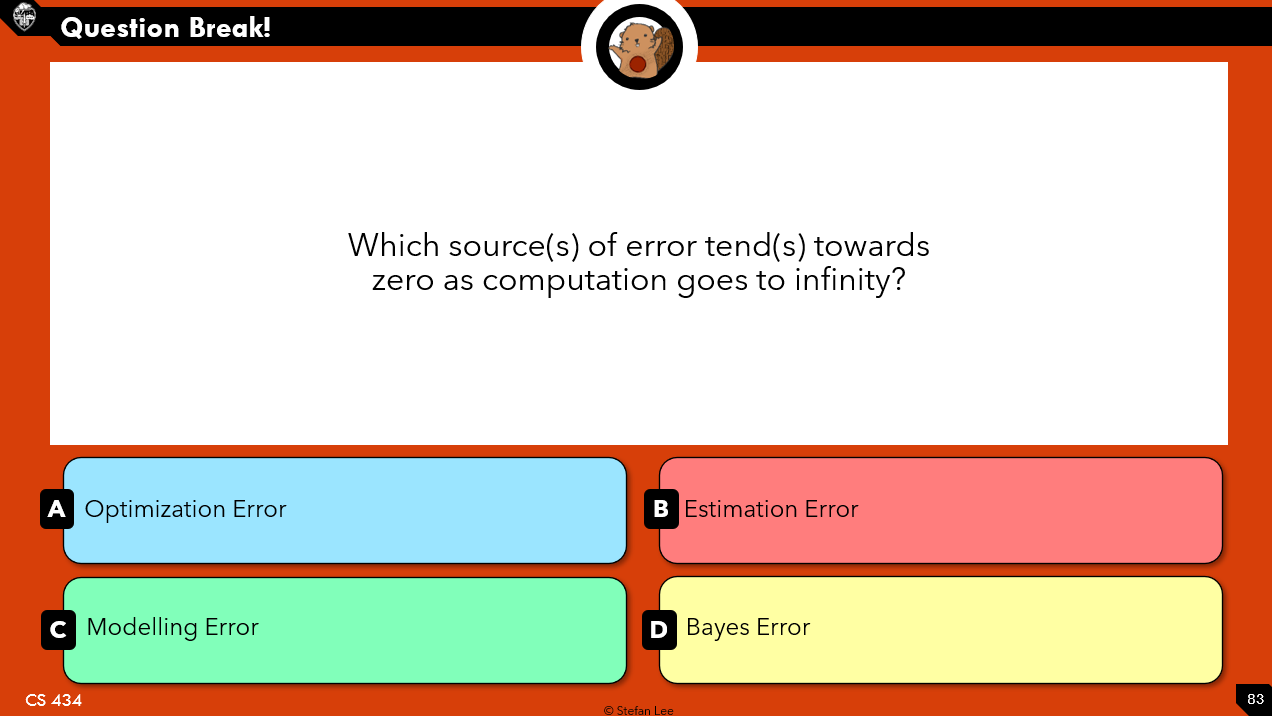 Question Break!
Which source(s) of error tend(s) towards
zero as computation goes to infinity?
A Optimization Error
B Estimation Error
C Modelling Error
D Bayes Error
CS 434
© Stefan Lee
83